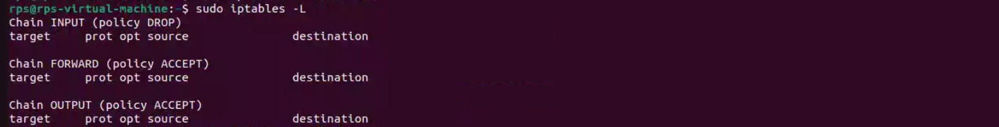 rps@rps-virtual-machine:~$ sudo iptables -L
Chain INPUT (policy DROP)
target     prot opt source               destination

Chain FORWARD (policy ACCEPT)
target     prot opt source               destination

Chain OUTPUT (policy ACCEPT)
target     prot opt source               destination